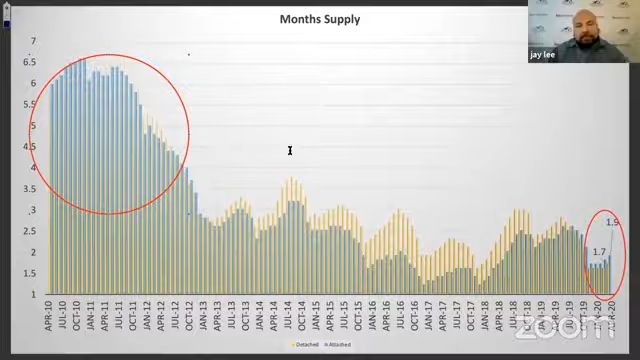 Months Supply
jay lee
7
6.5
6
5.5
5
4.5
4
3.5
3
2.5
2
1.5
1
1.9
1.7
APR-10
JUL-10
OCT-10
JAN-11
APR-11
JUL-11
OCT-11
JAN-12
APR-12
JUL-12
OCT-12
JAN-13
APR-13
JUL-13
OCT-13
JAN-14
APR-14
JUL-14
OCT-14
JAN-15
APR-15
JUL-15
OCT-15
JAN-16
APR-16
JUL-16
OCT-16
JAN-17
APR-17
JUL-17
OCT-17
JAN-18
APR-18
JUL-18
OCT-18
JAN-19
APR-19
JUL-19
OCT-19
JAN-20
APR-20
Detached
Attached
zoom